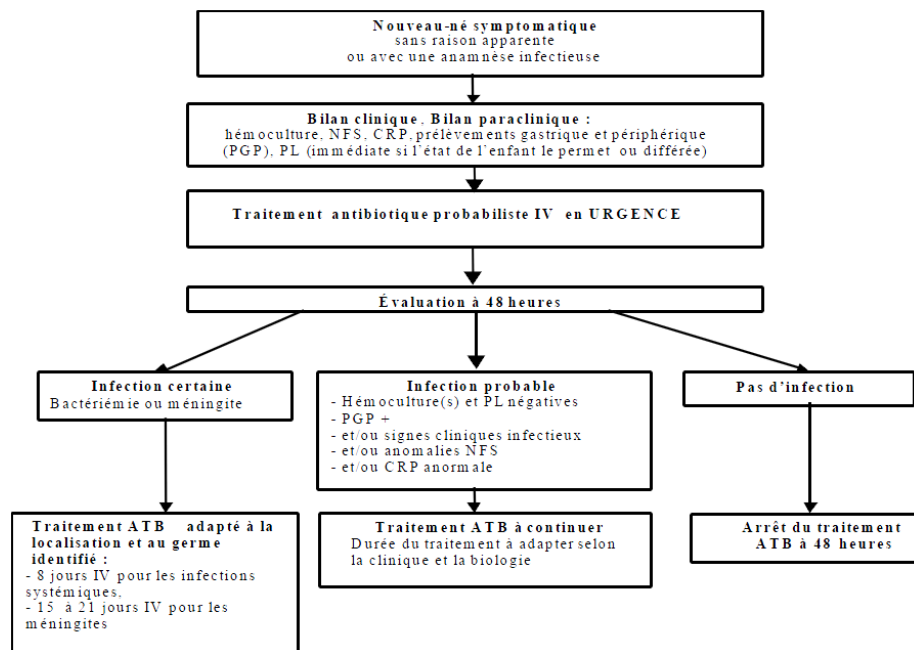 Nouveau-né symptomatique
sans raison apparente
ou avec une anamnèse infectieuse
Bilan clinique, Bilan paraclinique :
hémoculture, NFS, CRP, prélèvements gastrique et périphérique
(PGP), PL (immédiate si l'état de l'enfant le permet ou différée)
Traitement antibiotique probabiliste IV en URGENCE
Évaluation à 48 heures
Infection certaine
Bactériémie ou méningite
Infection probable
- Hémoculture(s) et PL négatives
- PGP +
- et/ou signes cliniques infectieux
- et/ou anomalies NFS
- et/ou CRP anormale
Pas d'infection
Traitement ATB adapté à la
localisation et au germe
identifié :
- 8 jours IV pour les infections
systémiques,
- 15 à 21 jours IV pour les
méningites
Traitement ATB à continuer
Durée du traitement à adapter selon
la clinique et la biologie
Arrêt du traitement
ATB à 48 heures